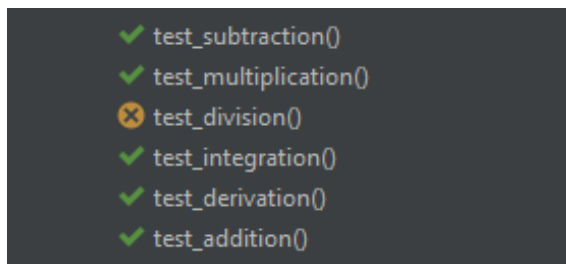 test_subtraction()
test_multiplication()
test_division()
test_integration()
test_derivation()
test_addition()